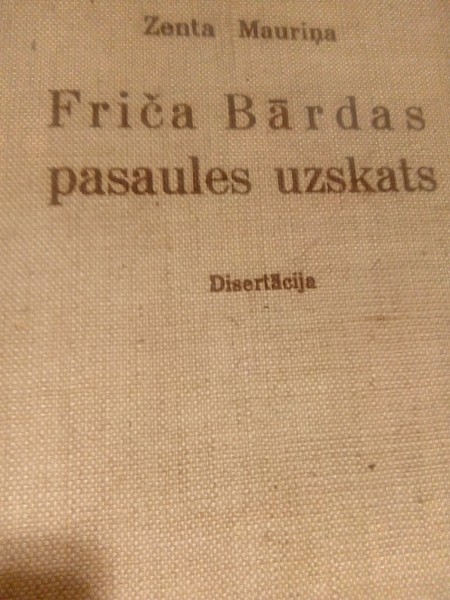 Zenta Mauriņa
Friča Bārdas
pasaules uzskats
Disertācija